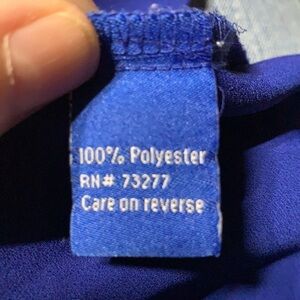 100% Polyester
RN# 73277
Care on reverse